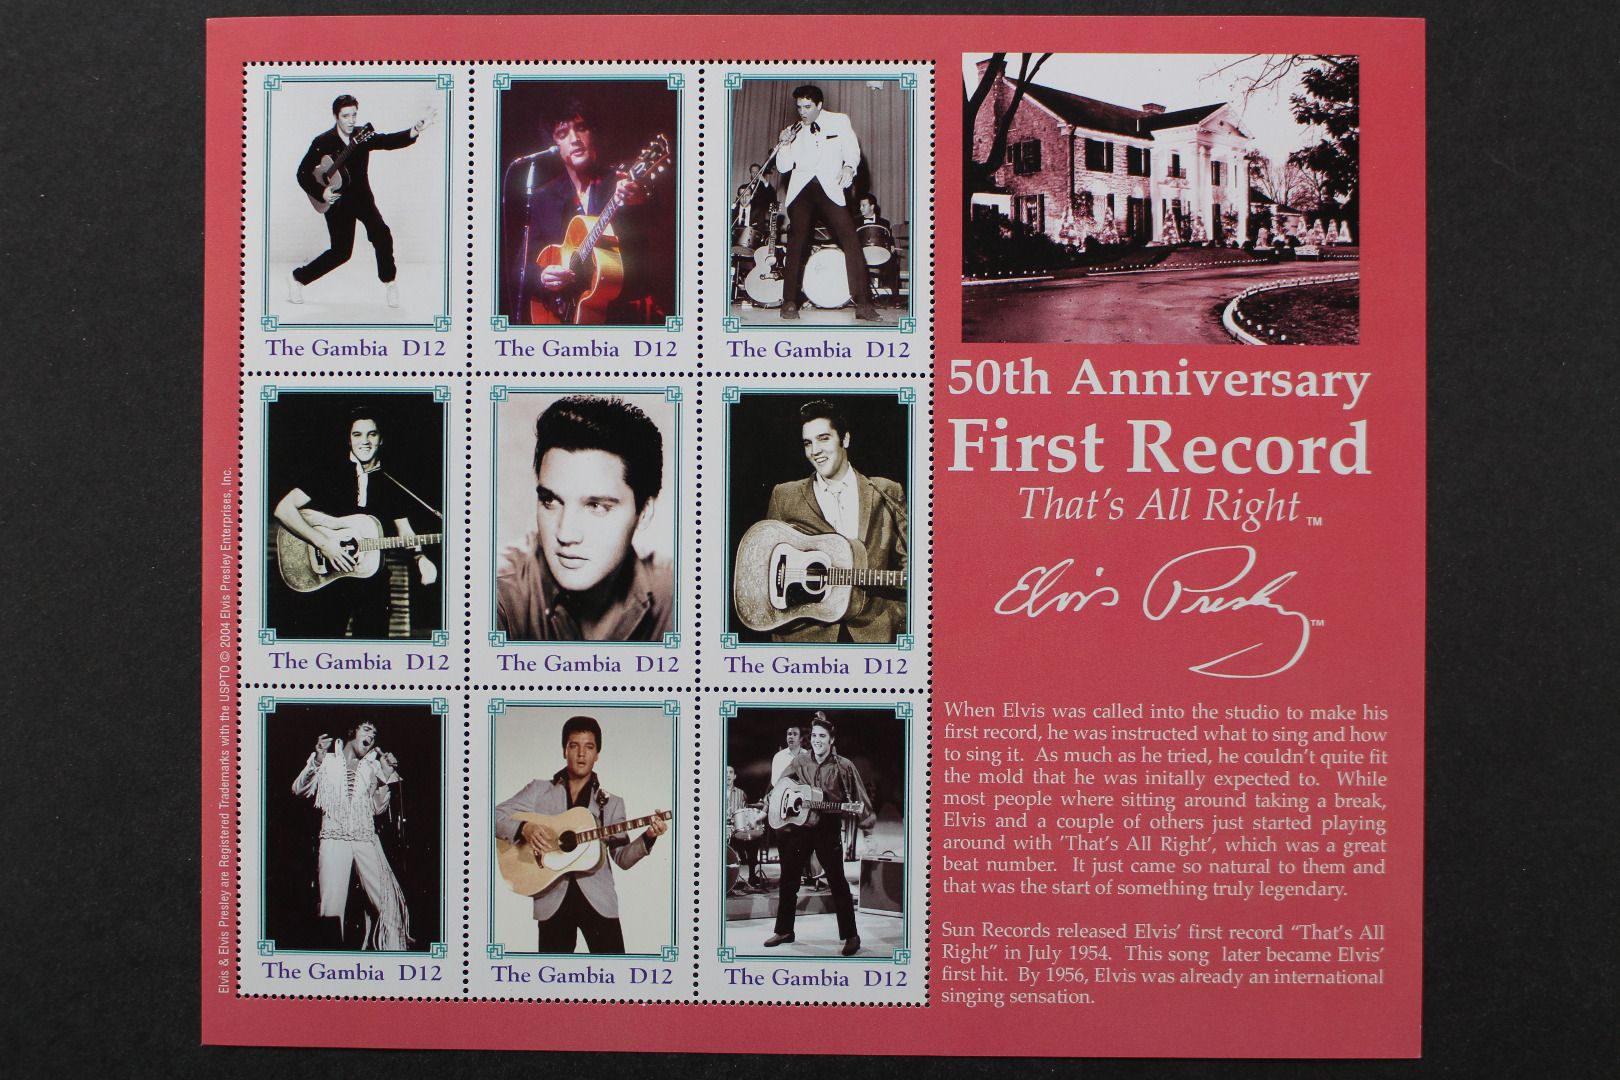 The Gambia D12
The Gambia D12
The Gambia D12
The Gambia D12
The Gambia D12
The Gambia D12
The Gambia D12
The Gambia D12
The Gambia D12
Elvis & Elvis Presley are Registered Trademarks with the USPTO © 2004 Elvis Presley Enterprises, Inc.
50th Anniversary
First Record
That's All Right TM
Elvis Presley TM
When Elvis was called into the studio to make his
first record, he was instructed what to sing and how
to sing it. As much as he tried, he couldn't quite fit
the mold that he was initally expected to. While
most people where sitting around taking a break,
Elvis and a couple of others just started playing
around with 'That's All Right', which was a great
beat number. It just came so natural to them and
that was the start of something truly legendary.
Sun Records released Elvis' first record "That's All
Right" in July 1954. This song later became Elvis'
first hit. By 1956, Elvis was already an international
singing sensation.